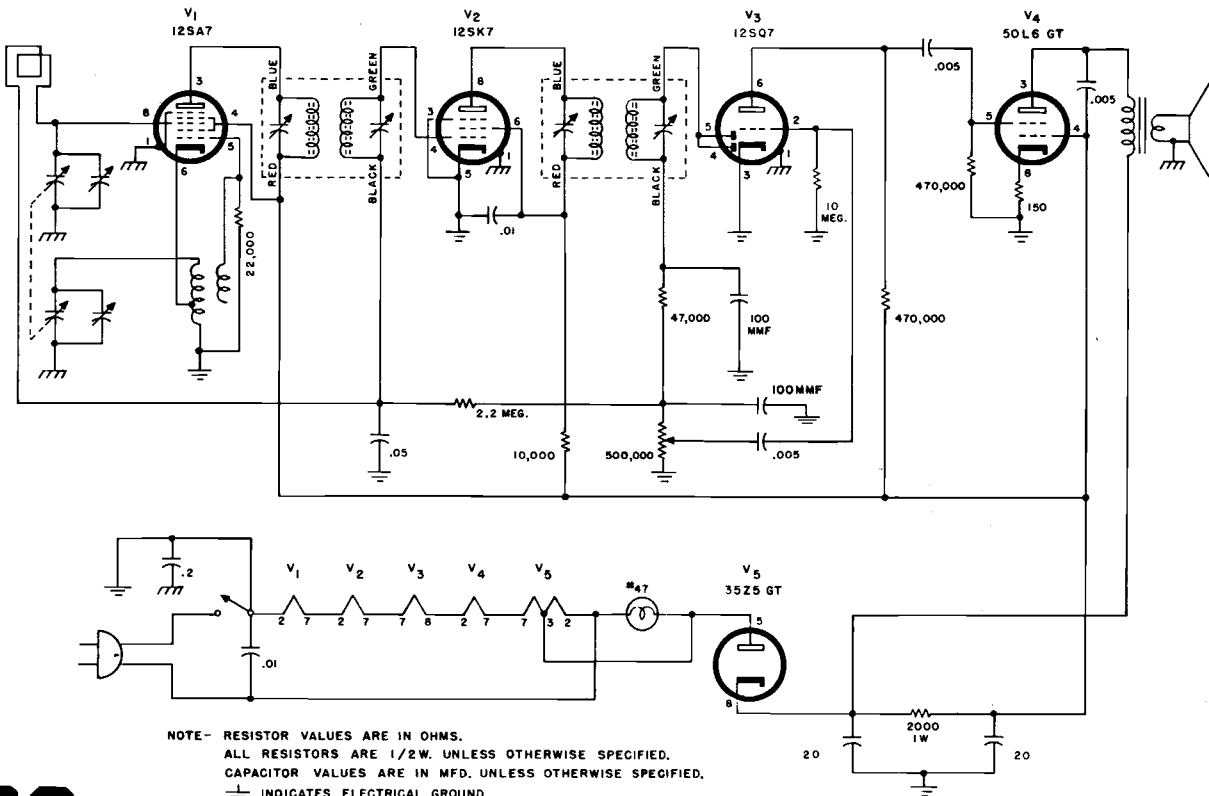 V1
12SA7
V2
12SK7
V3
12SQ7
V4
50L6 GT
3
8
4
1
5
6
BLUE
GREEN
RED
BLACK
22,000
8
3
4
6
1
5
.01
BLUE
GREEN
RED
BLACK
6
5
4
2
1
3
10
MEG.
.005
3
5
4
8
.005
470,000
150
47,000
100
MMF
470,000
2.2 MEG.
100MMF
.05
10,000
500,000
.005
.2
V1
V2
V3
V4
V5
#47
V5
35Z5 GT
2 7
2 7
7 8
2 7
7 3 2
5
8
.01
2000
1W
20
20
NOTE- RESISTOR VALUES ARE IN OHMS.
ALL RESISTORS ARE 1/2W. UNLESS OTHERWISE SPECIFIED.
CAPACITOR VALUES ARE IN MFD. UNLESS OTHERWISE SPECIFIED.
INDICATES ELECTRICAL GROUND